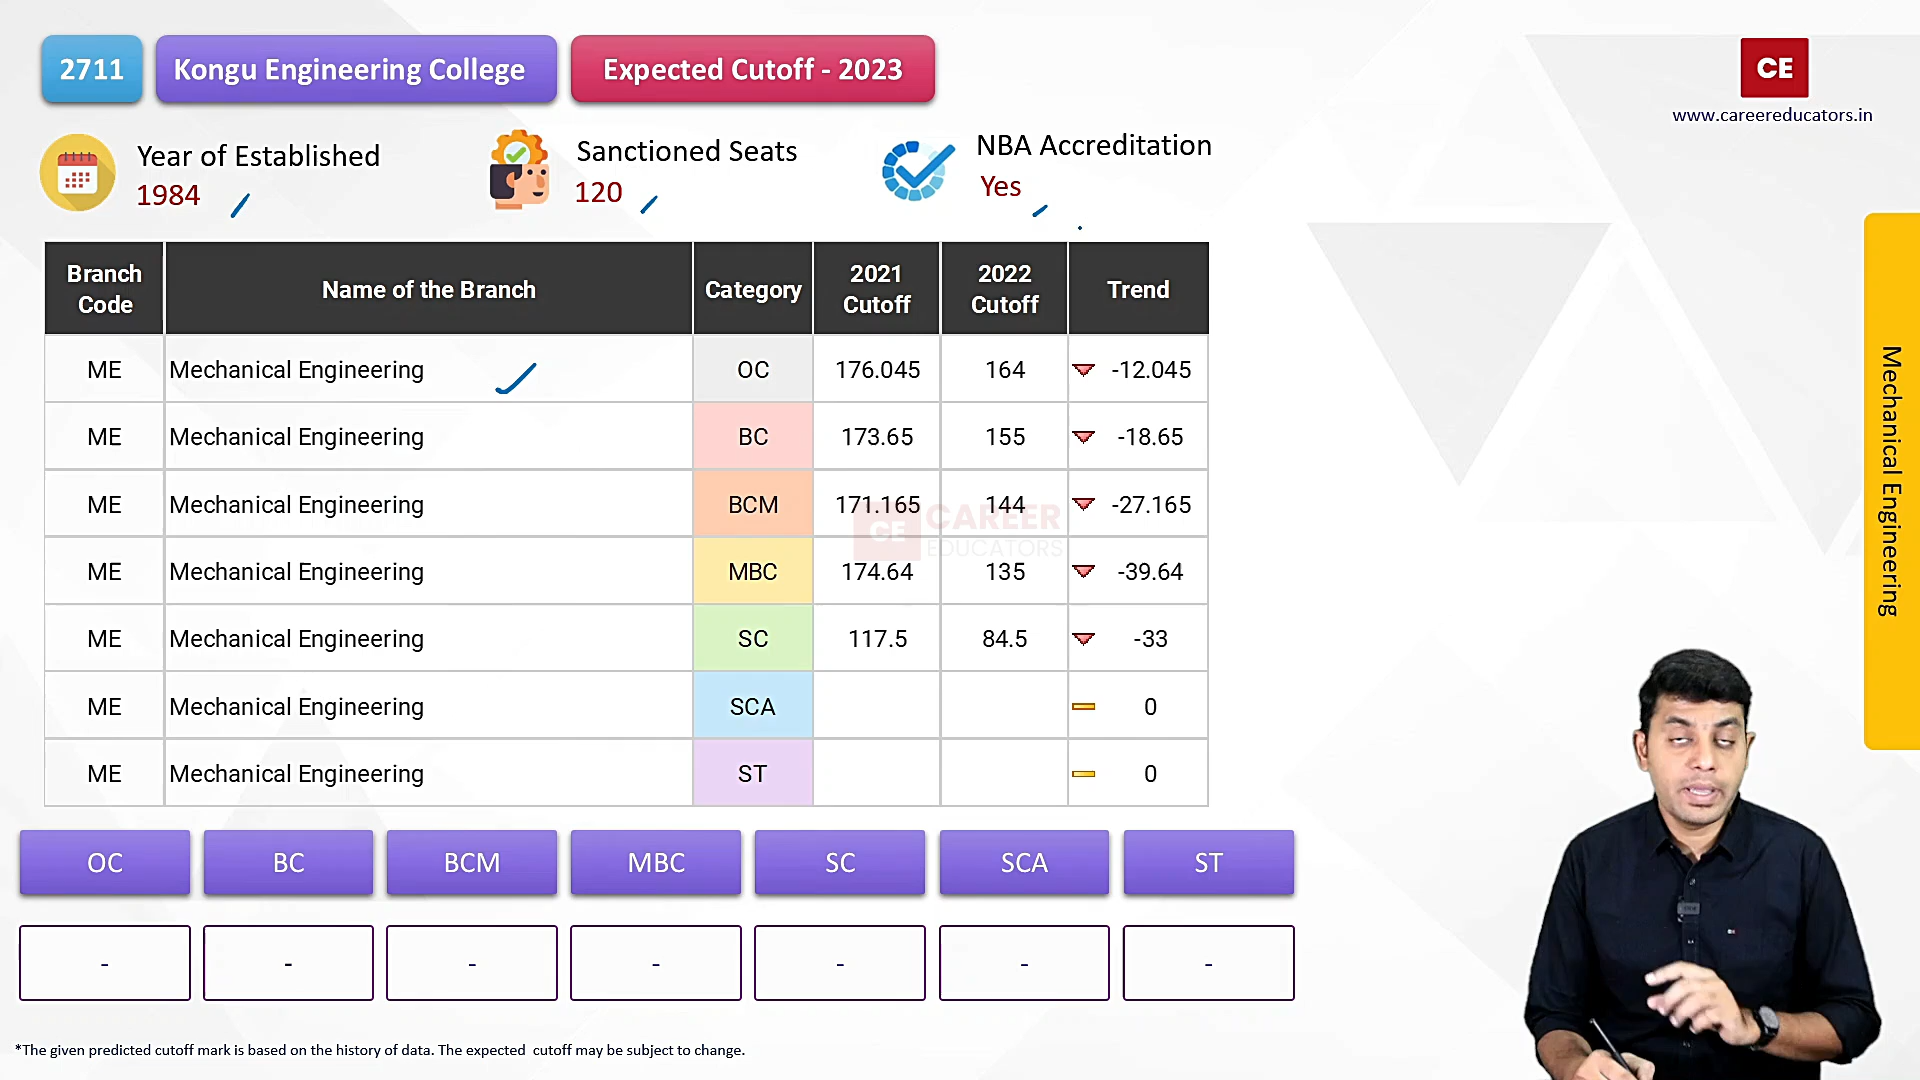 2711 Kongu Engineering College Expected Cutoff - 2023
CE
www.careereducators.in
Year of Established
1984
Sanctioned Seats
120
NBA Accreditation
Yes
Branch Code Name of the Branch Category 2021 Cutoff 2022 Cutoff Trend
ME Mechanical Engineering OC 176.045 164 -12.045
ME Mechanical Engineering BC 173.65 155 -18.65
ME Mechanical Engineering BCM 171.165 144 -27.165
ME Mechanical Engineering MBC 174.64 135 -39.64
ME Mechanical Engineering SC 117.5 84.5 -33
ME Mechanical Engineering SCA 0
ME Mechanical Engineering ST 0
CE CAREER
EDUCATORS
Mechanical Engineering
OC BC BCM MBC SC SCA ST
- - - - - - -
*The given predicted cutoff mark is based on the history of data. The expected cutoff may be subject to change.